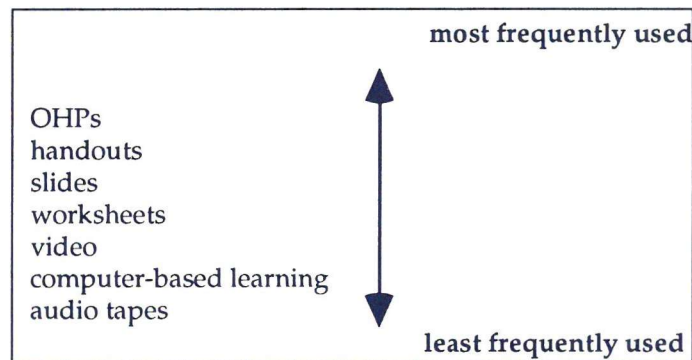 most frequently used
OHPs
handouts
slides
worksheets
video
computer-based learning
audio tapes
least frequently used